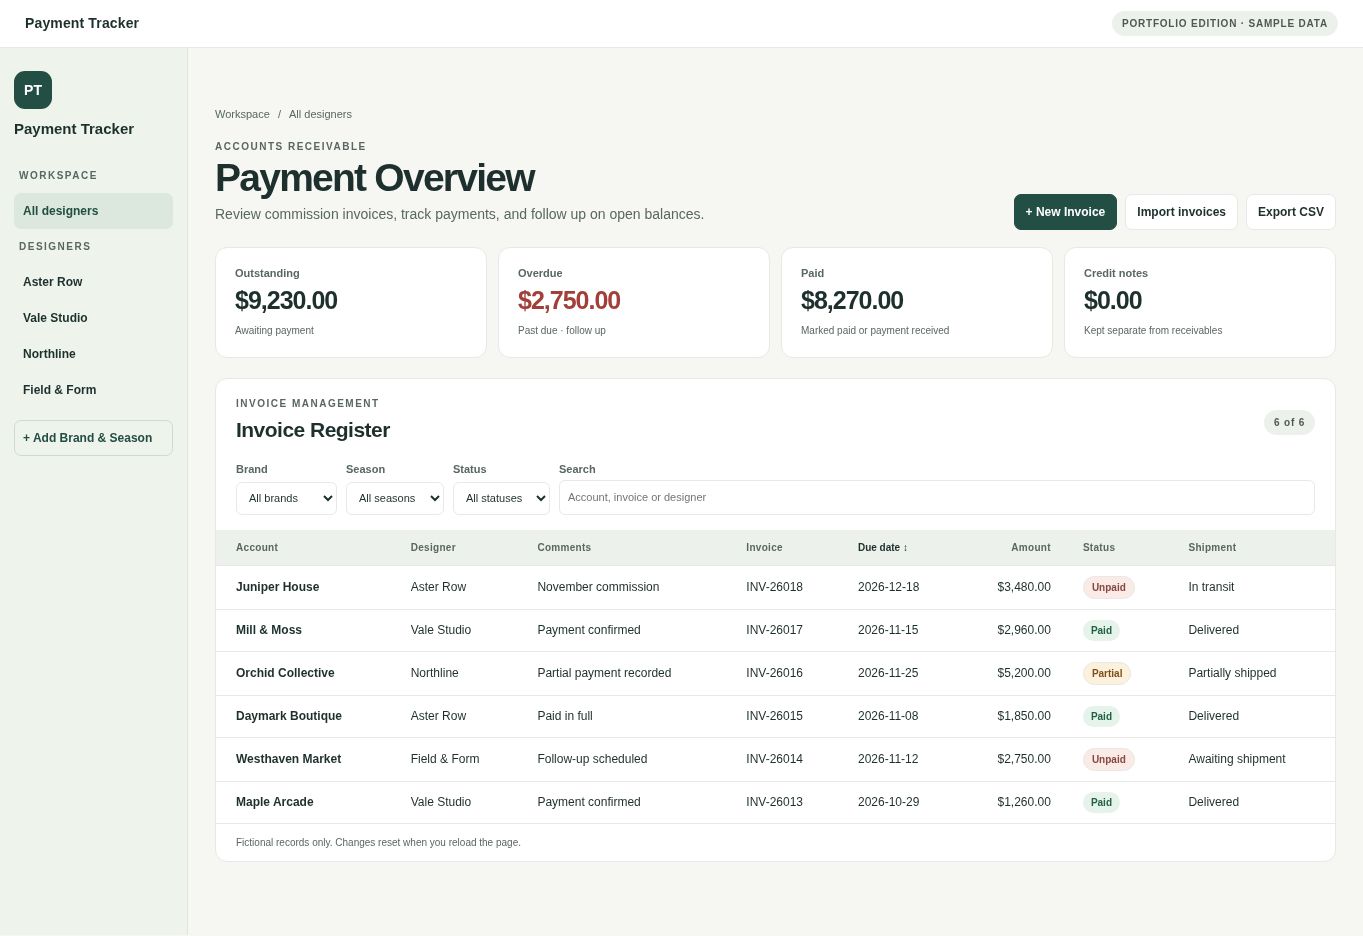 Payment Tracker
PORTFOLIO EDITION · SAMPLE DATA
PT
Payment Tracker
WORKSPACE
All designers
DESIGNERS
Aster Row
Vale Studio
Northline
Field & Form
+ Add Brand & Season
Workspace / All designers
ACCOUNTS RECEIVABLE
Payment Overview
Review commission invoices, track payments, and follow up on open balances.
+ New Invoice Import invoices Export CSV
Outstanding
$9,230.00
Awaiting payment
Overdue
$2,750.00
Past due · follow up
Paid
$8,270.00
Marked paid or payment received
Credit notes
$0.00
Kept separate from receivables
INVOICE MANAGEMENT
Invoice Register
6 of 6
Brand Season Status Search
All brands All seasons All statuses Account, invoice or designer
Account Designer Comments Invoice Due date ↕ Amount Status Shipment
Juniper House Aster Row November commission INV-26018 2026-12-18 $3,480.00 Unpaid In transit
Mill & Moss Vale Studio Payment confirmed INV-26017 2026-11-15 $2,960.00 Paid Delivered
Orchid Collective Northline Partial payment recorded INV-26016 2026-11-25 $5,200.00 Partial Partially shipped
Daymark Boutique Aster Row Paid in full INV-26015 2026-11-08 $1,850.00 Paid Delivered
Westhaven Market Field & Form Follow-up scheduled INV-26014 2026-11-12 $2,750.00 Unpaid Awaiting shipment
Maple Arcade Vale Studio Payment confirmed INV-26013 2026-10-29 $1,260.00 Paid Delivered
Fictional records only. Changes reset when you reload the page.